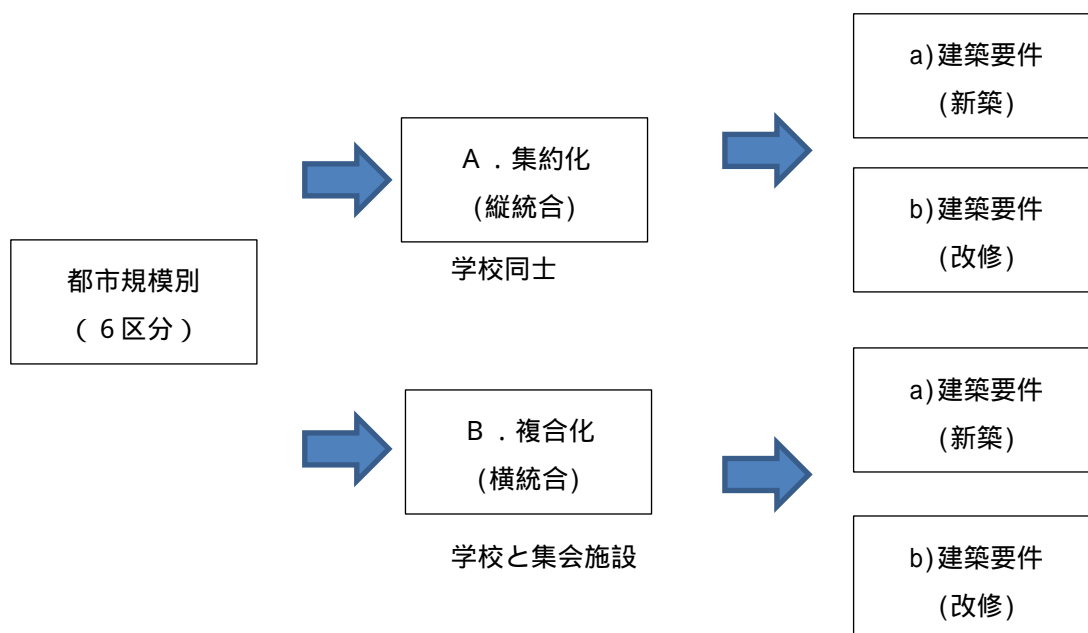 都市規模別
（６区分）
Ａ．集約化
(縦統合)
学校同士
a)建築要件
(新築)
b)建築要件
(改修)
Ｂ．複合化
(横統合)
学校と集会施設
a)建築要件
(新築)
b)建築要件
(改修)